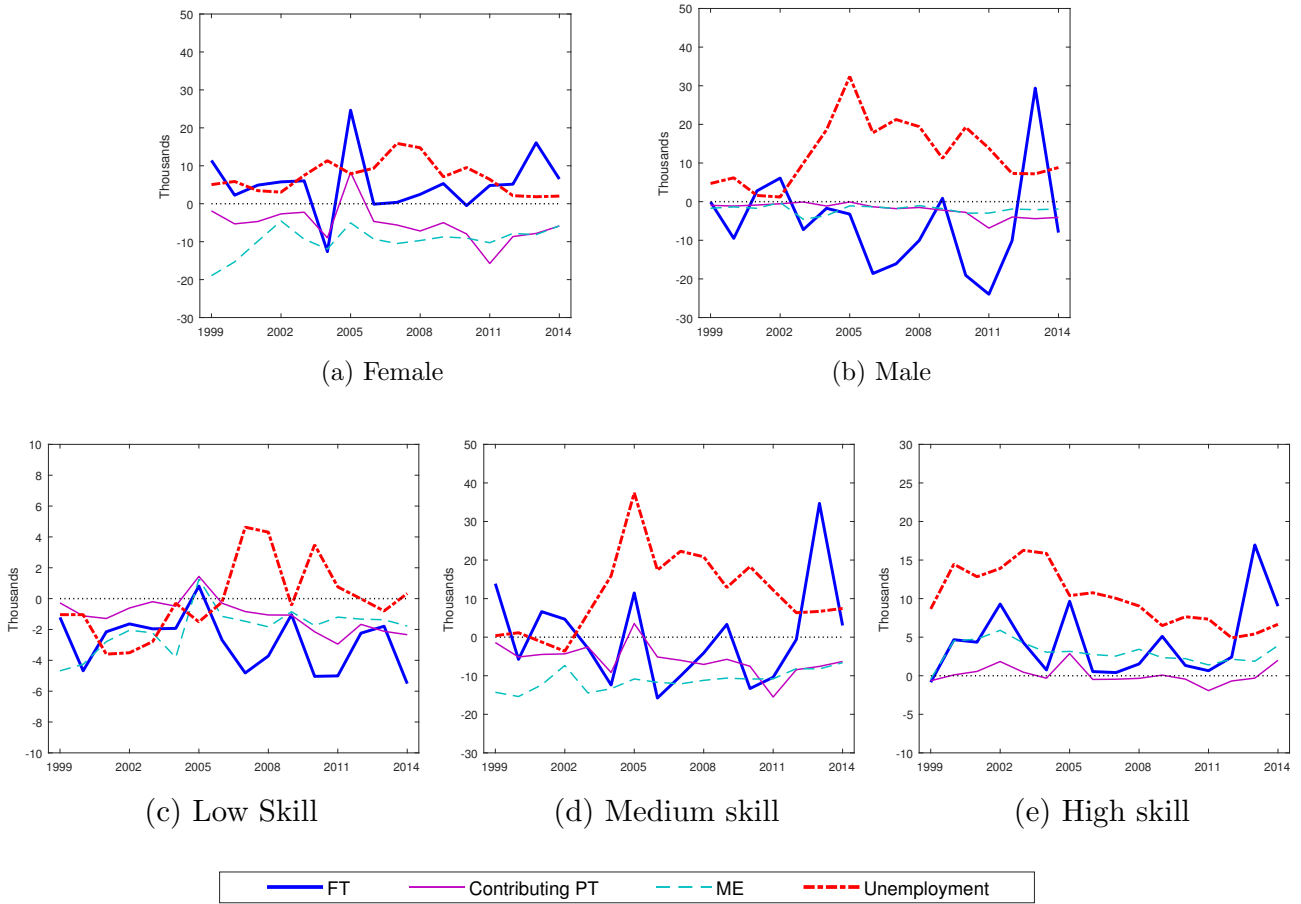 50
40
30
20
10
0
-10
-20
-30
Thousands
1999 2002 2005 2008 2011 2014
(a) Female
50
40
30
20
10
0
-10
-20
-30
Thousands
1999 2002 2005 2008 2011 2014
(b) Male
10
8
6
4
2
0
-2
-4
-6
-8
-10
Thousands
1999 2002 2005 2008 2011 2014
(c) Low Skill
50
40
30
20
10
0
-10
-20
-30
Thousands
1999 2002 2005 2008 2011 2014
(d) Medium skill
30
25
20
15
10
5
0
-5
-10
Thousands
1999 2002 2005 2008 2011 2014
(e) High skill
FT Contributing PT ME Unemployment